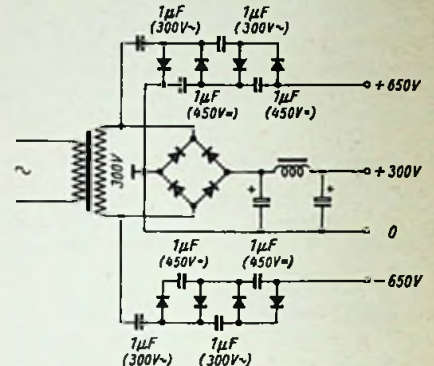 1µF
(300V~)
1µF
(300V~)
1µF
(450V=)
1µF
(450V=)
+650V
300V
+300V
+
+
0
1µF
(450V=)
1µF
(450V=)
-650V
1µF
(300V~)
1µF
(300V~)